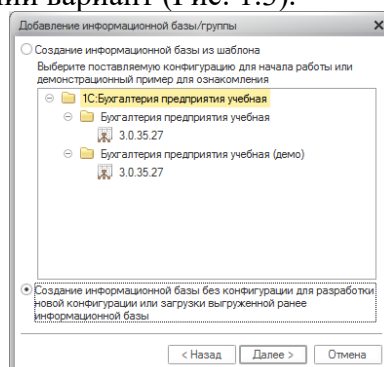 вариант (Рис. 1.3).
Добавление информационной базы/группы
Создание информационной базы из шаблона
Выберите поставляемую конфигурацию для начала работы или
демонстрационный пример для ознакомления
1С:Бухгалтерия предприятия учебная
Бухгалтерия предприятия учебная
3.0.35.27
Бухгалтерия предприятия учебная (демо)
3.0.35.27
Создание информационной базы без конфигурации для разработки
новой конфигурации или загрузки выгруженной ранее
информационной базы
< Назад Далее > Отмена